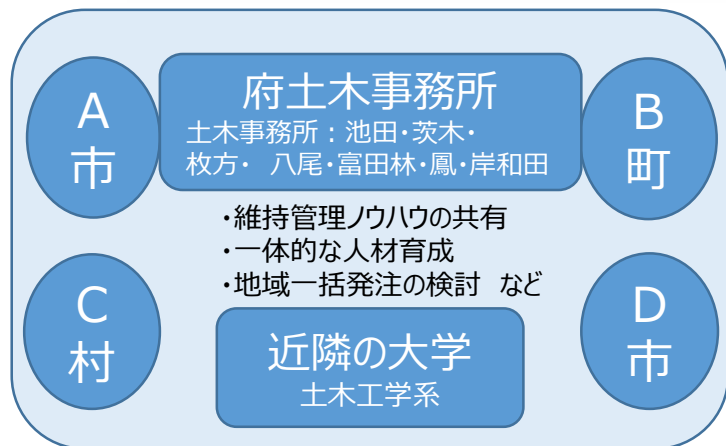 A
市
府土木事務所
土木事務所：池田・茨木・
枚方・ 八尾・富田林・鳳・岸和田
B
町
・維持管理ノウハウの共有
・一体的な人材育成
・地域一括発注の検討 など
C
村
近隣の大学
土木工学系
D
市